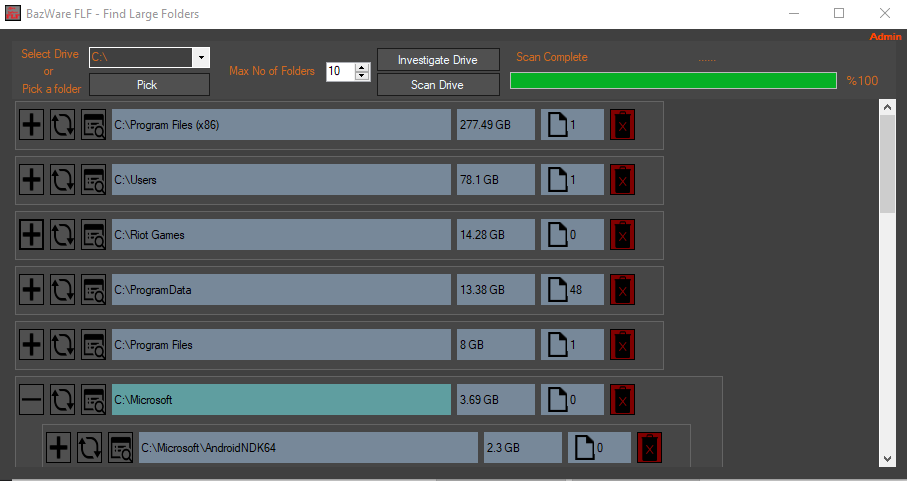 BazWare FLF - Find Large Folders
Admin
Select Drive
or
Pick a folder
C:\
Pick
Max No of Folders
10
Investigate Drive
Scan Drive
Scan Complete
......
%100
C:\Program Files (x86) 277.49 GB 1 X
C:\Users 78.1 GB 1 X
C:\Riot Games 14.28 GB 0 X
C:\ProgramData 13.38 GB 48 X
C:\Program Files 8 GB 1 X
C:\Microsoft 3.69 GB 0 X
C:\Microsoft\AndroidNDK64 2.3 GB 0 X